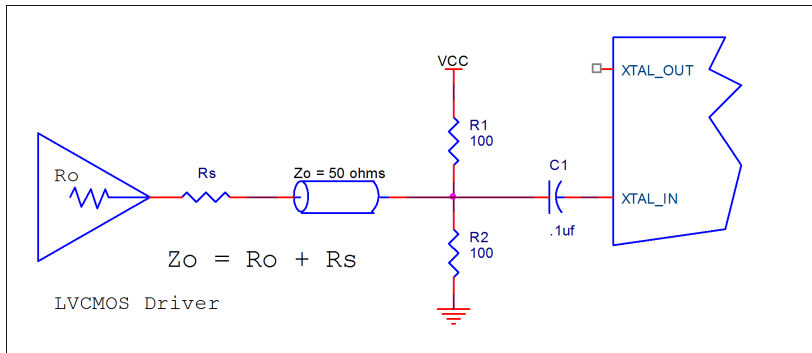 VCC
XTAL_OUT
R1
100
C1
Ro
Rs
Zo = 50 ohms
XTAL_IN
.1uf
R2
100
Zo = Ro + Rs
LVCMOS Driver